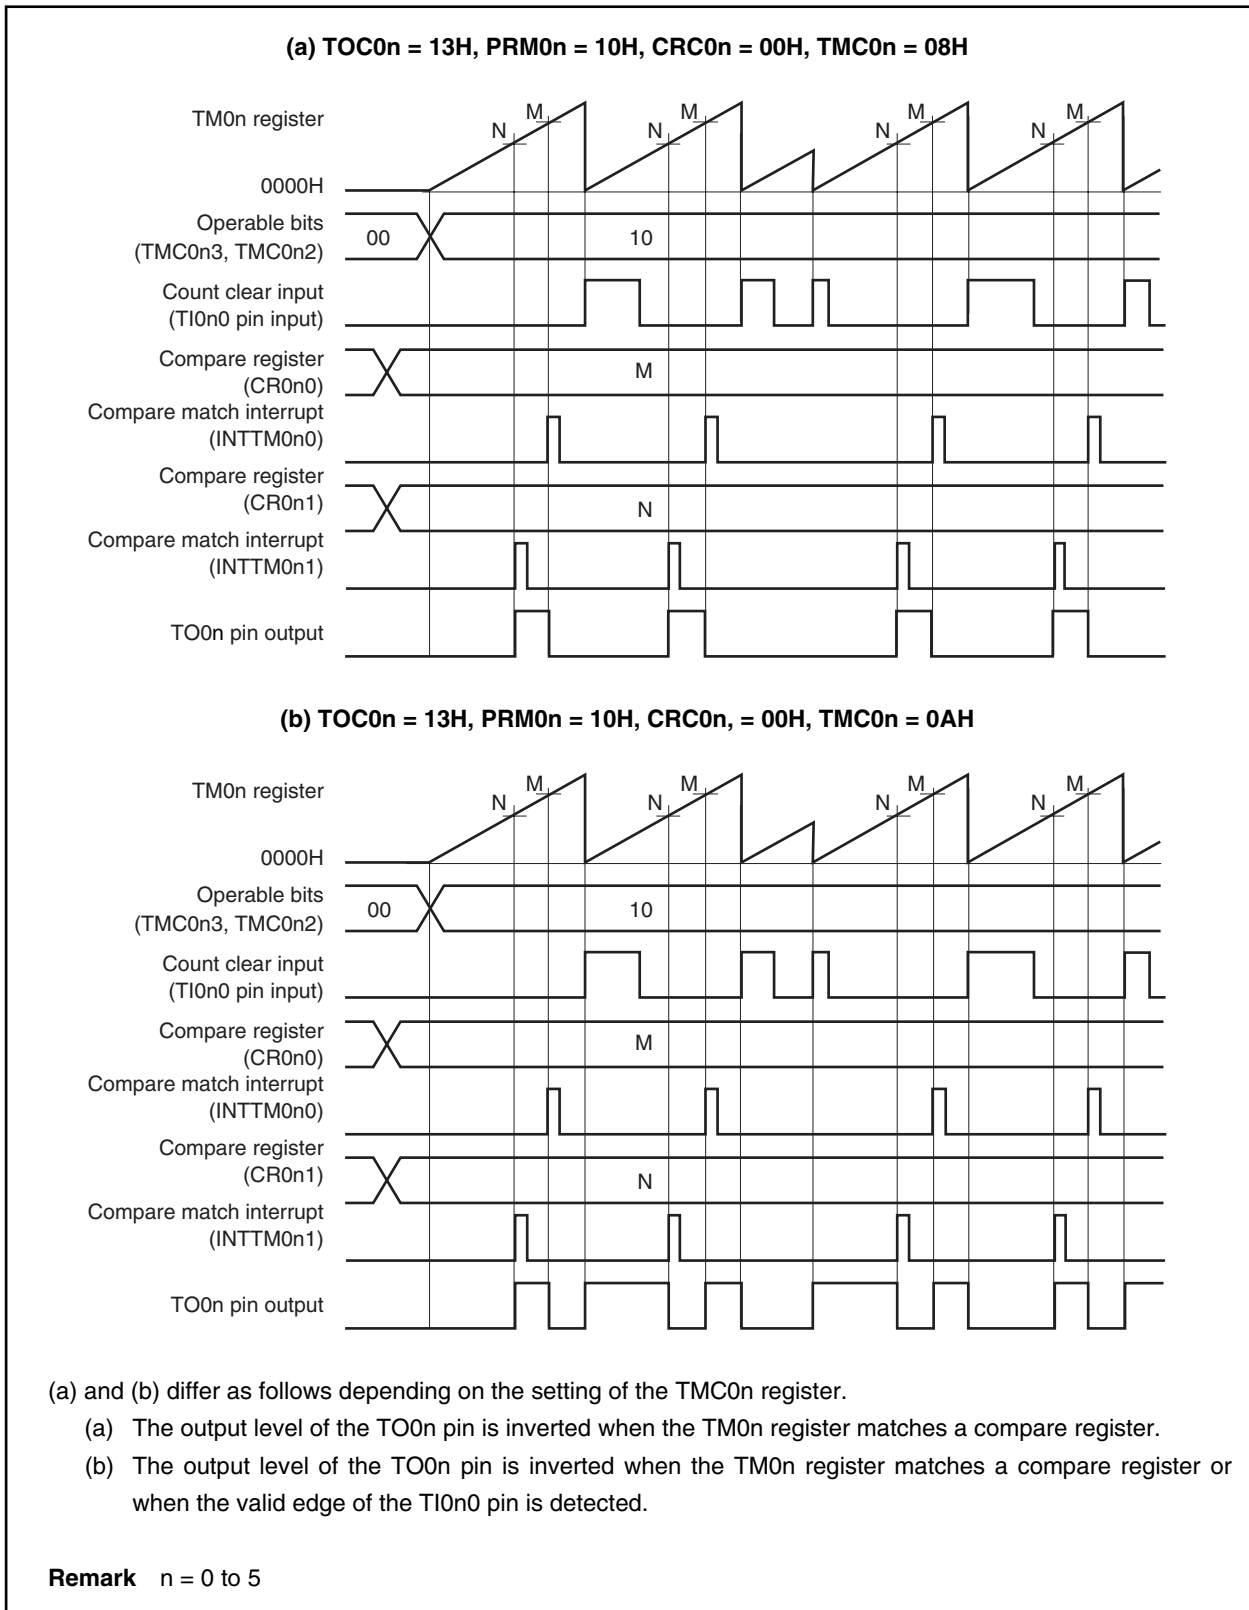 (a) TOC0n = 13H, PRM0n = 10H, CRC0n = 00H, TMC0n = 08H
TM0n register
N M N M N M N M
0000H
Operable bits
(TMC0n3, TMC0n2)
00 10
Count clear input
(TI0n0 pin input)
Compare register
(CR0n0)
M
Compare match interrupt
(INTTM0n0)
Compare register
(CR0n1)
N
Compare match interrupt
(INTTM0n1)
TO0n pin output
(b) TOC0n = 13H, PRM0n = 10H, CRC0n, = 00H, TMC0n = 0AH
TM0n register
N M N M N M N M
0000H
Operable bits
(TMC0n3, TMC0n2)
00 10
Count clear input
(TI0n0 pin input)
Compare register
(CR0n0)
M
Compare match interrupt
(INTTM0n0)
Compare register
(CR0n1)
N
Compare match interrupt
(INTTM0n1)
TO0n pin output
(a) and (b) differ as follows depending on the setting of the TMC0n register.
(a) The output level of the TO0n pin is inverted when the TM0n register matches a compare register.
(b) The output level of the TO0n pin is inverted when the TM0n register matches a compare register or
when the valid edge of the TI0n0 pin is detected.
Remark n = 0 to 5